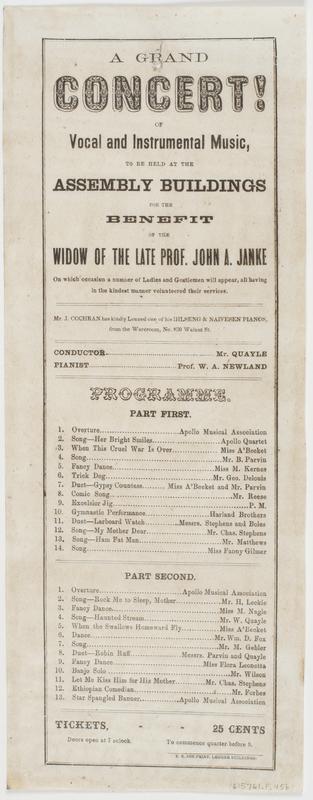 A GRAND
CONCERT!
OF
Vocal and Instrumental Music,
TO BE HELD AT THE
ASSEMBLY BUILDINGS
FOR THE
BENEFIT
OF THE
WIDOW OF THE LATE PROF. JOHN A. JANKE
On which occasion a number of Ladies and Gentlemen will appear, all having
in the kindest manner volunteered their services.
Mr. J. COCHRAN has kindly Loaned one of his IHLSENG & NAIVESEN PIANOS,
from the Wareroom, No. 820 Walnut St.
CONDUCTOR Mr. QUAYLE
PIANIST Prof. W. A. NEWLAND
PROGRAMME.
PART FIRST.
1. Overture Apollo Musical Association
2. Song—Her Bright Smiles Apollo Quartet
3. When This Cruel War Is Over Miss A'Becket
4. Song Mr. B. Parvin
5. Fancy Dance Miss M. Kernes
6. Trick Dog Mr. Geo. Delouis
7. Duet—Gypsy Countess Miss A'Becket and Mr. Parvin
8. Comic Song Mr. Reese
9. Excelsior Jig P. M.
10. Gymnastic Performance Harland Brothers
11. Duet—Larboard Watch Messrs. Stephens and Boles
12. Song—My Mother Dear Mr. Chas. Stephens
13. Song—Ham Fat Man Mr. Matthews
14. Song Miss Fanny Gilmer
PART SECOND.
1. Overture Apollo Musical Association
2. Song—Rock Me to Sleep, Mother Mr. H. Leckie
3. Fancy Dance Miss M. Nagle
4. Song—Haunted Stream Mr. W. Quayle
5. When the Swallows Homeward Fly Miss A'Becket
6. Dance Mr. Wm. D. Fox
7. Song Mr. M. Gehler
8. Duet—Robin Ruff Messrs. Parvin and Quayle
9. Fancy Dance Miss Flora Leonetta
10. Banjo Solo Mr. Wilson
11. Let Me Kiss Him for His Mother Mr. Chas. Stephens
12. Ethiopian Comedian Mr. Forbes
13. Star Spangled Banner Apollo Musical Association
TICKETS, - - 25 CENTS
Doors open at 7 o'clock. To commence quarter before 8.
PRINT, LEDGER BUILDINGS